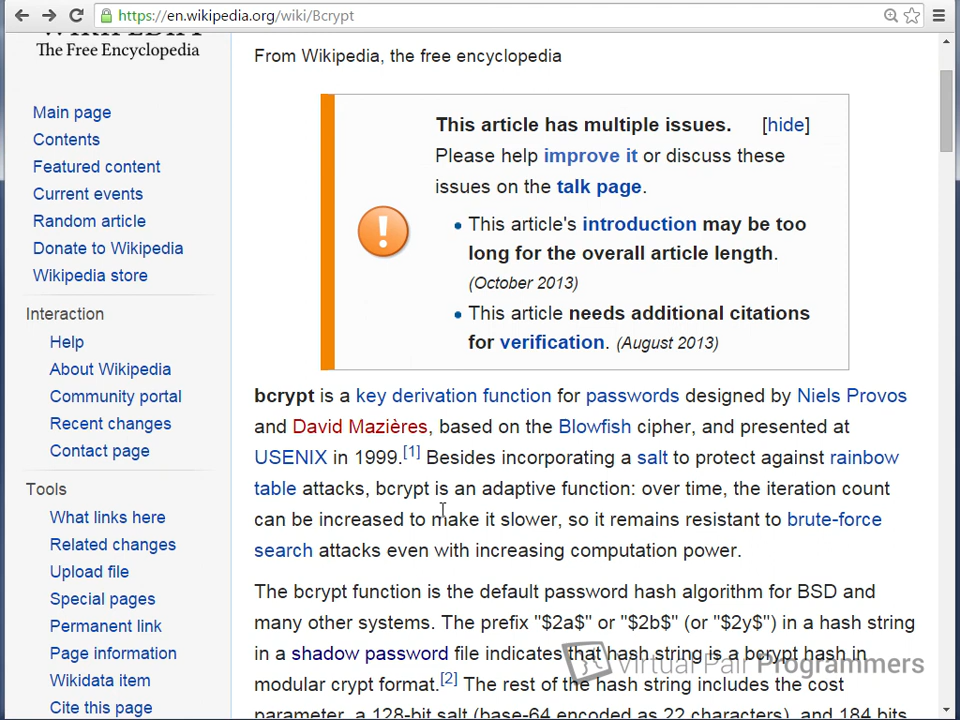 https://en.wikipedia.org/wiki/Bcrypt
The Free Encyclopedia
Main page
Contents
Featured content
Current events
Random article
Donate to Wikipedia
Wikipedia store
Interaction
Help
About Wikipedia
Community portal
Recent changes
Contact page
Tools
What links here
Related changes
Upload file
Special pages
Permanent link
Page information
Wikidata item
Cite this page
From Wikipedia, the free encyclopedia
This article has multiple issues. [hide]
Please help improve it or discuss these
issues on the talk page.
• This article's introduction may be too
long for the overall article length.
(October 2013)
• This article needs additional citations
for verification. (August 2013)
bcrypt is a key derivation function for passwords designed by Niels Provos
and David Mazières, based on the Blowfish cipher, and presented at
USENIX in 1999.[1] Besides incorporating a salt to protect against rainbow
table attacks, bcrypt is an adaptive function: over time, the iteration count
can be increased to make it slower, so it remains resistant to brute-force
search attacks even with increasing computation power.
The bcrypt function is the default password hash algorithm for BSD and
many other systems. The prefix "$2a$" or "$2b$" (or "$2y$") in a hash string
in a shadow password file indicates that hash string is a bcrypt hash in
modular crypt format.[2] The rest of the hash string includes the cost
parameter, a 128-bit salt (base-64 encoded as 22 characters), and 184 bits
Virtual Pair Programmers